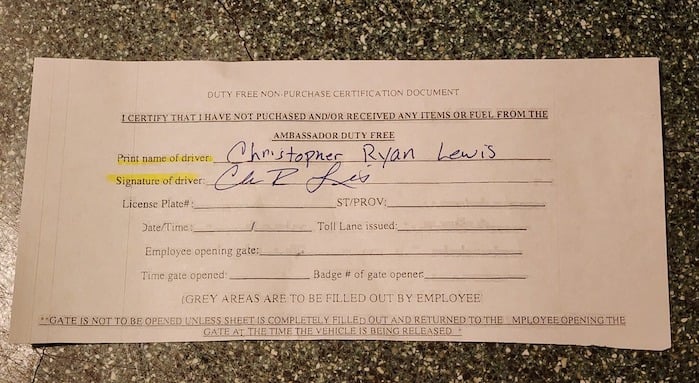 DUTY FREE NON-PURCHASE CERTIFICATION DOCUMENT
I CERTIFY THAT I HAVE NOT PUCHASED AND/OR RECEIVED ANY ITEMS OR FUEL FROM THE
AMBASSADOR DUTY FREE
Print name of driver: Christopher Ryan Lewis
Signature of driver:
License Plate#: ST/PROV:
Date/Time: / Toll Lane issued:
Employee opening gate:
Time gate opened: Badge # of gate opener:
(GREY AREAS ARE TO BE FILLED OUT BY EMPLOYEE)
**GATE IS NOT TO BE OPENED UNLESS SHEET IS COMPLETELY FILLED OUT AND RETURNED TO THE MPLOYEE OPENING THE
GATE AT THE TIME THE VEHICLE IS BEING RELEASED *